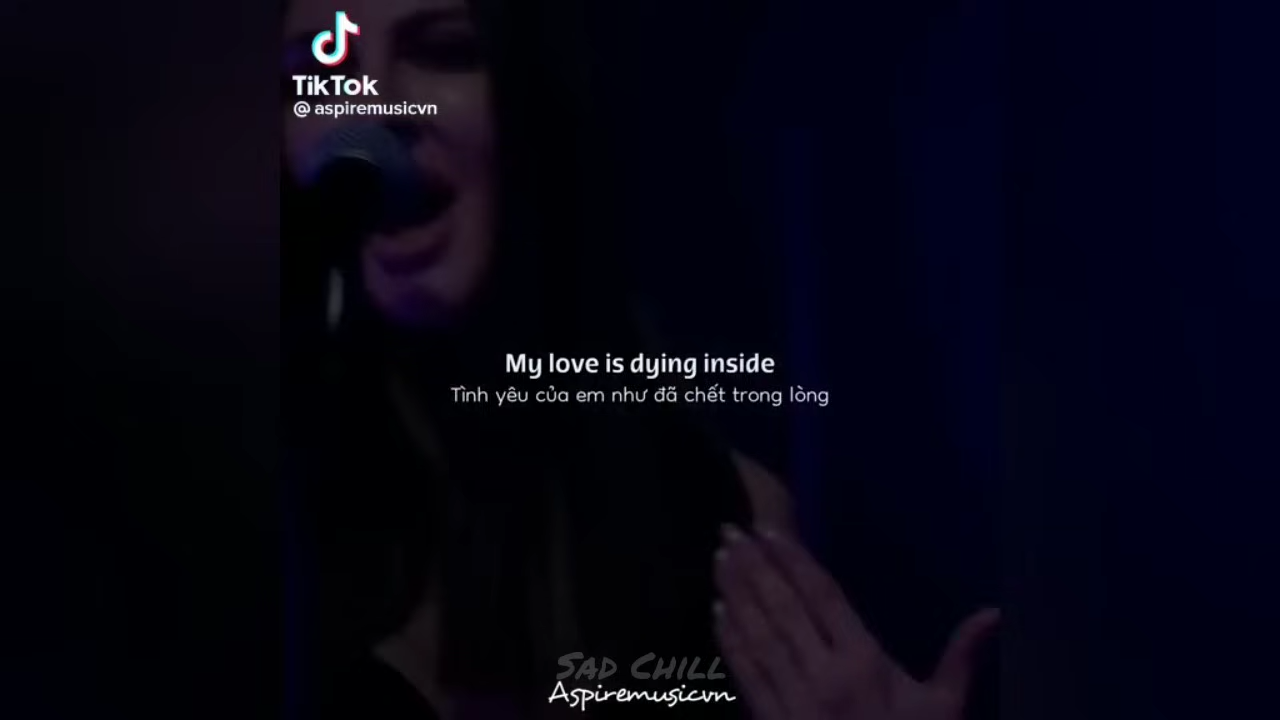 TikTok
@ aspiremusicvn
My love is dying inside
Tình yêu của em như đã chết trong lòng
SAD CHILL
Aspiremusicvn